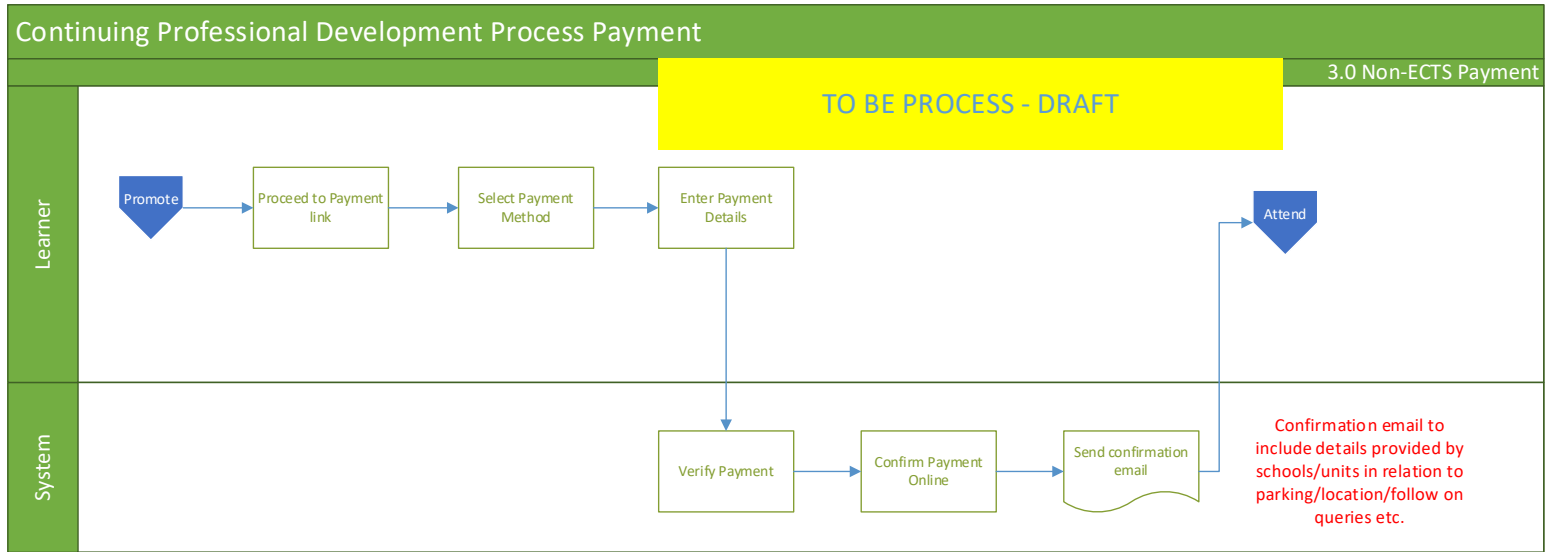 Continuing Professional Development Process Payment
3.0 Non-ECTS Payment
TO BE PROCESS - DRAFT
Learner
Promote
Proceed to Payment
link
Select Payment
Method
Enter Payment
Details
Attend
System
Verify Payment
Confirm Payment
Online
Send confirmation
email
Confirmation email to
include details provided by
schools/units in relation to
parking/location/follow on
queries etc.